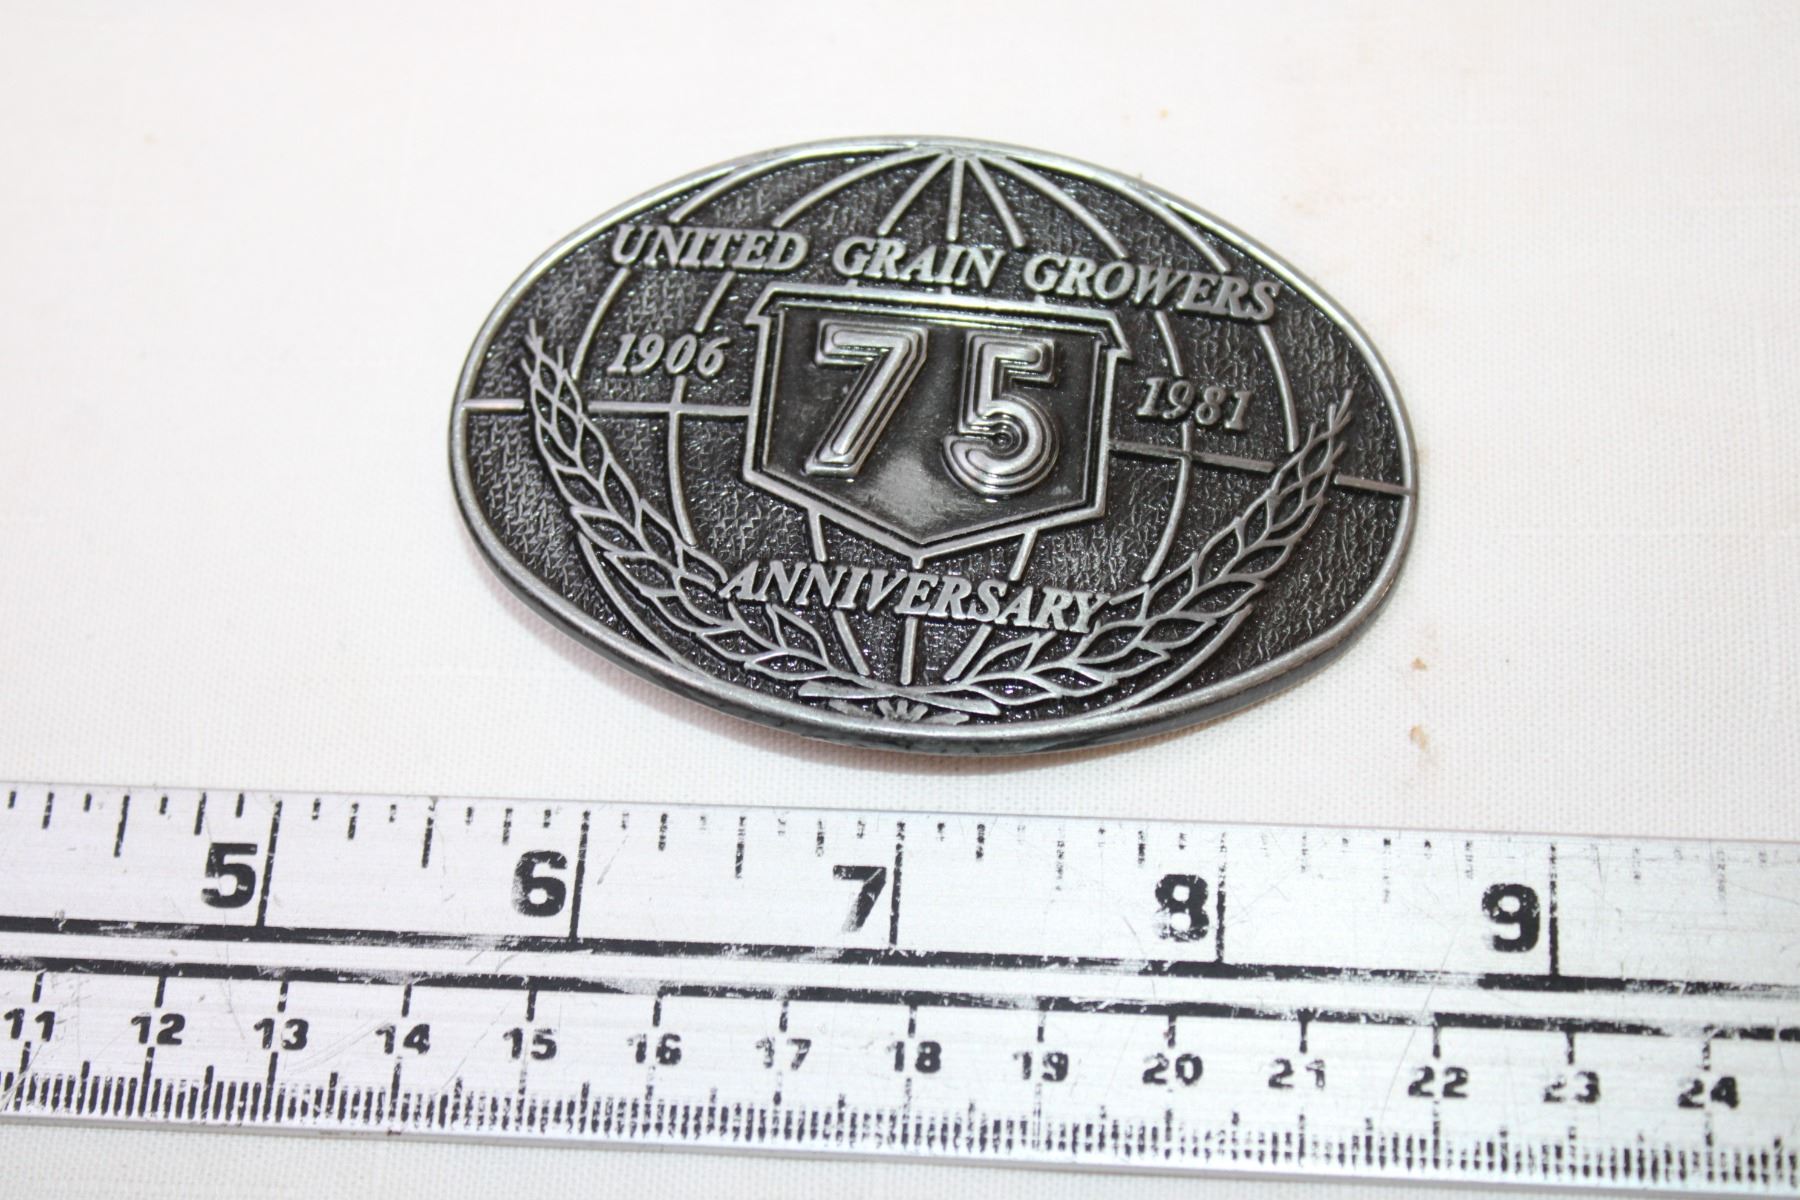 UNITED GRAIN GROWERS
1906 75 1981
ANNIVERSARY
5 6 7 8 9
11 12 13 14 15 16 17 18 19 20 21 22 23 24